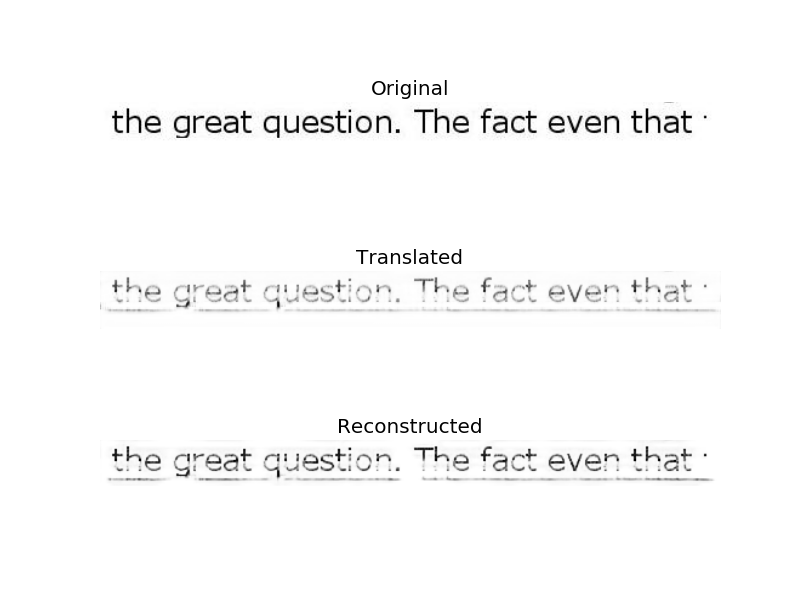 Original
the great question. The fact even that
Translated
the great question. The fact even that
Reconstructed
the great question. The fact even that